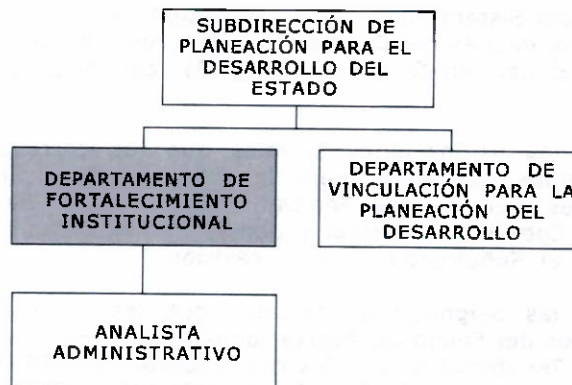 SUBDIRECCIÓN DE
PLANEACIÓN PARA EL
DESARROLLO DEL
ESTADO
DEPARTAMENTO DE
FORTALECIMIENTO
INSTITUCIONAL
DEPARTAMENTO DE
VINCULACIÓN PARA LA
PLANEACIÓN DEL
DESARROLLO
ANALISTA
ADMINISTRATIVO